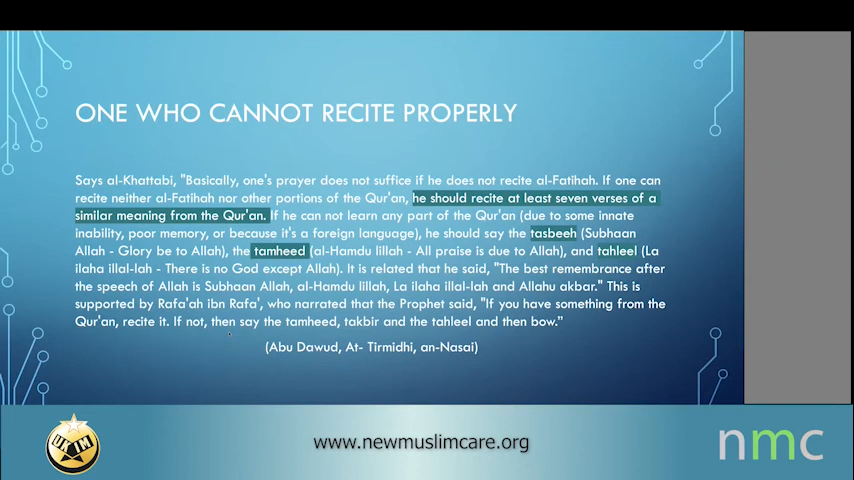 ONE WHO CANNOT RECITE PROPERLY
Says al-Khattabi, "Basically, one's prayer does not suffice if he does not recite al-Fatihah. If one can
recite neither al-Fatihah nor other portions of the Qur'an, he should recite at least seven verses of a
similar meaning from the Qur'an. If he can not learn any part of the Qur'an (due to some innate
inability, poor memory, or because it's a foreign language), he should say the tasbeeh (Subhaan
Allah - Glory be to Allah), the tamheed (al-Hamdu lillah - All praise is due to Allah), and tahleel (La
ilaha illal-lah - There is no God except Allah). It is related that he said, "The best remembrance after
the speech of Allah is Subhaan Allah, al-Hamdu lillah, La ilaha illal-lah and Allahu akbar." This is
supported by Rafa'ah ibn Rafa', who narrated that the Prophet said, "If you have something from the
Qur'an, recite it. If not, then say the tamheed, takbir and the tahleel and then bow."
(Abu Dawud, At- Tirmidhi, an-Nasai)
UKIM
www.newmuslimcare.org
nmc